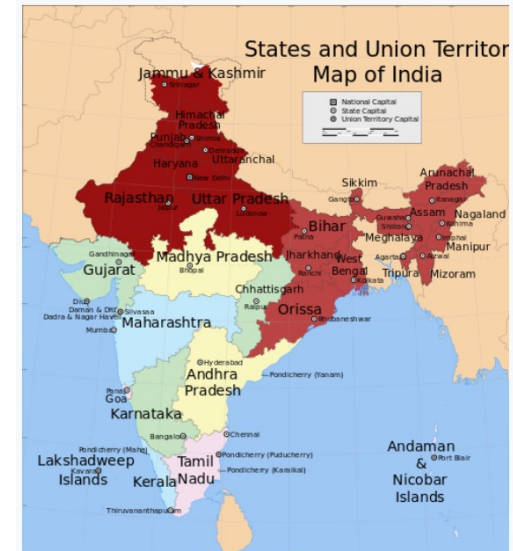 States and Union Territor
Map of India
National Capital
State Capital
Union Territory Capital
Jammu & Kashmir
Srinagar
Himachal
Pradesh
Punjab
Shimla
Chandigarh
Dehradun
Uttaranchal
Haryana
New Delhi
Rajasthan
Jaipur
Uttar Pradesh
Lucknow
Sikkim
Gangtok
Arunachal
Pradesh
Itanagar
Assam
Nagaland
Guwahati
Shillong
Kohima
Meghalaya
Imphal
Manipur
Bihar
Patna
Jharkhand
Ranchi
West
Bengal
Kolkata
Agartala
Aizwal
Tripura
Mizoram
Gandhinagar
Gujarat
Madhya Pradesh
Bhopal
Chhattisgarh
Raipur
Orissa
Bhubaneshwar
Diu
Daman & Dhu
Dadra & Nagar Haveli
Silvassa
Mumbai
Maharashtra
Hyderabad
Andhra
Pradesh
Pondicherry (Yanam)
Panaji
Goa
Karnataka
Bangalore
Chennai
Pondicherry (Mahe)
Pondicherry (Puducherry)
Pondicherry (Karaikal)
Lakshadweep
Kavaratti
Islands
Kerala
Tamil
Nadu
Thiruvananthapuram
Andaman
&
Nicobar
Islands
Port Blair